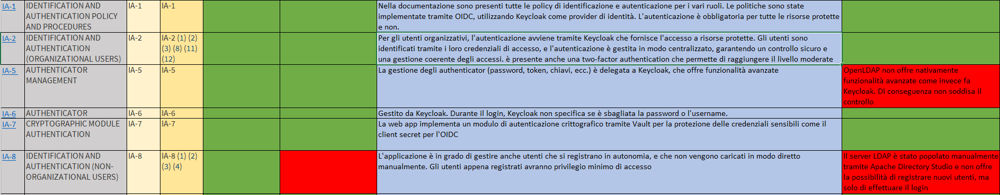 IA-1
IDENTIFICATION AND
AUTHENTICATION POLICY
AND PROCEDURES
IA-1
IA-1
Nella documentazione sono presenti tutte le policy di identificazione e autenticazione per i vari ruoli. Le politiche sono state
implementate tramite OIDC, utilizzando Keycloak come provider di identità. L'autenticazione è obbligatoria per tutte le risorse protette
e non.
IA-2
IDENTIFICATION AND
AUTHENTICATION
(ORGANIZATIONAL USERS)
IA-2
IA-2 (1) (2)
(3) (8) (11)
(12)
Per gli utenti organizzativi, l'autenticazione avviene tramite Keycloak che fornisce l'accesso a risorse protette. Gli utenti sono
identificati tramite i loro credenziali di accesso, e l'autenticazione è gestita in modo centralizzato, garantendo un controllo sicuro e
una gestione coerente degli accessi. è presente anche una two-factor authentication che permette di raggiungere il livello moderate
IA-5
AUTHENTICATOR
MANAGEMENT
IA-5
IA-5
La gestione degli authenticator (password, token, chiavi, ecc.) è delegata a Keycloak, che offre funzionalità avanzate
OpenLDAP non offre nativamente
funzionalità avanzate come invece fa
Keycloak. Di conseguenza non soddisa il
controllo
IA-6
AUTHENTICATOR
IA-6
IA-6
Gestito da Keycloak. Durante il login, Keycloak non specifica se è sbagliata la password o l'username.
IA-7
CRYPTOGRAPHIC MODULE
AUTHENTICATION
IA-7
IA-7
La web app implementa un modulo di autenticazione crittografico tramite Vault per la protezione delle credenziali sensibili come il
client secret per l'OIDC
IA-8
IDENTIFICATION AND
AUTHENTICATION (NON-
ORGANIZATIONAL USERS)
IA-8
IA-8 (1) (2)
(3) (4)
L'applicazione è in grado di gestire anche utenti che si registrano in autonomia, e che non vengono caricati in modo diretto
manualmente. Gli utenti appena registrati avranno privilegio minimo di accesso
Il server LDAP è stato popolato manualmente
tramite Apache Directory Studio e non offre
la possibilità di registrare nuovi utenti, ma
solo di effettuare il login